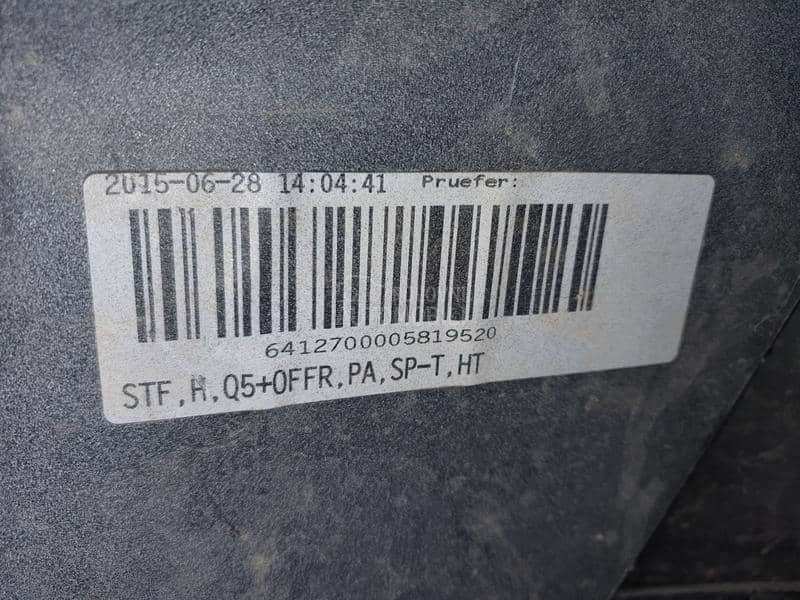 2015-06-28 14:04:41 Pruefer:
6412700005819520
STF,H,Q5+OFFR,PA,SP-T,HT